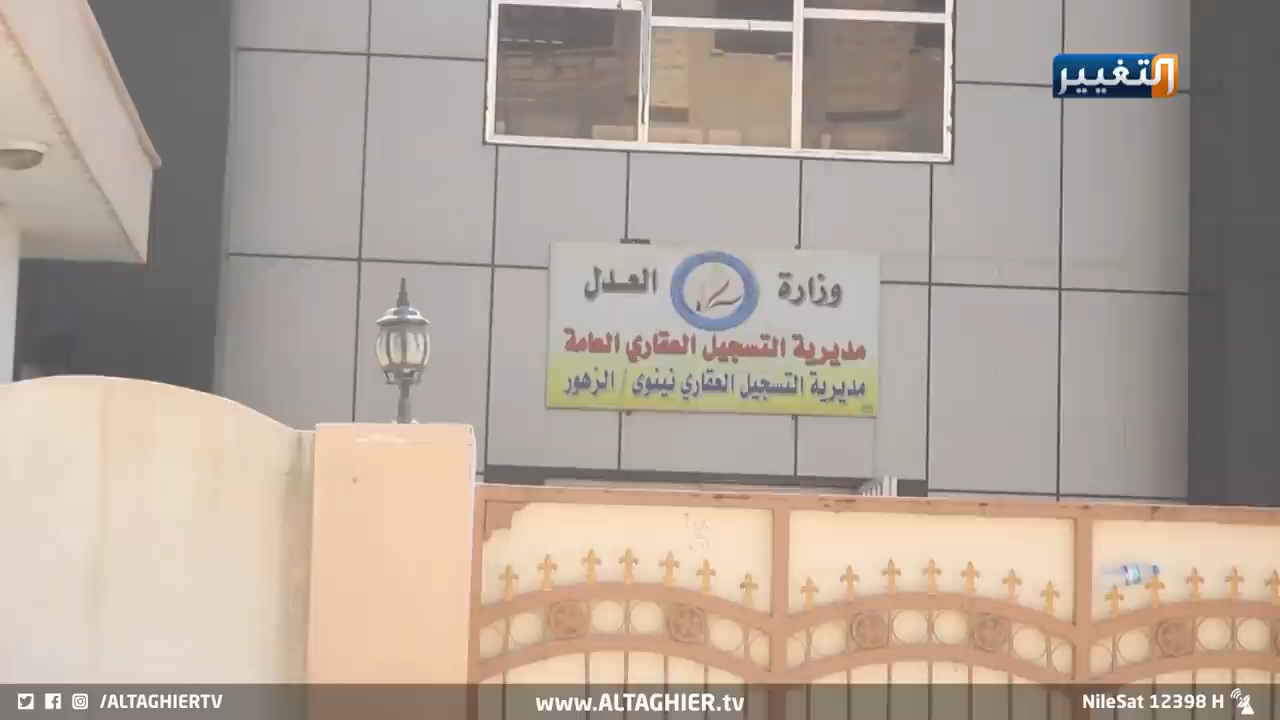 التغيير
وزارة العدل
مديرية التسجيل العقاري العامة
مديرية التسجيل العقاري نينوى / الزهور
/ALTAGHIERTV
www.ALTAGHIER.tv
NileSat 12398 H